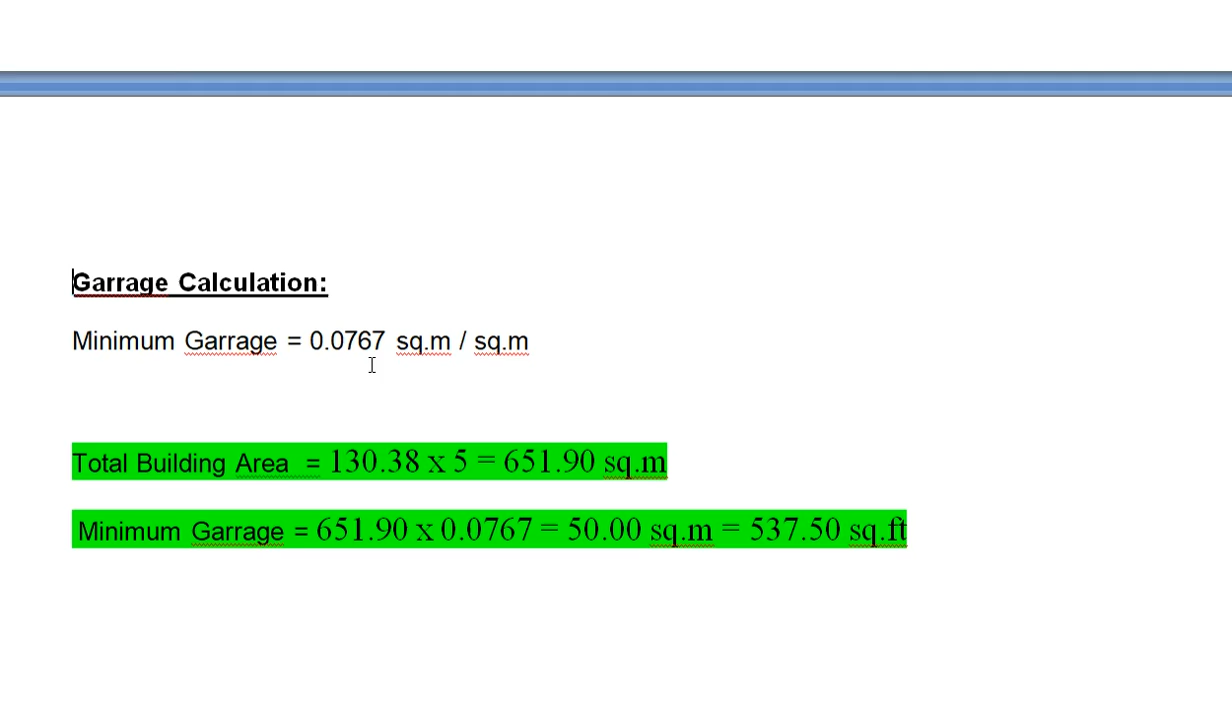 Garrage Calculation:
Minimum Garrage = 0.0767 sq.m / sq.m
Total Building Area = 130.38 x 5 = 651.90 sq.m
Minimum Garrage = 651.90 x 0.0767 = 50.00 sq.m = 537.50 sq.ft